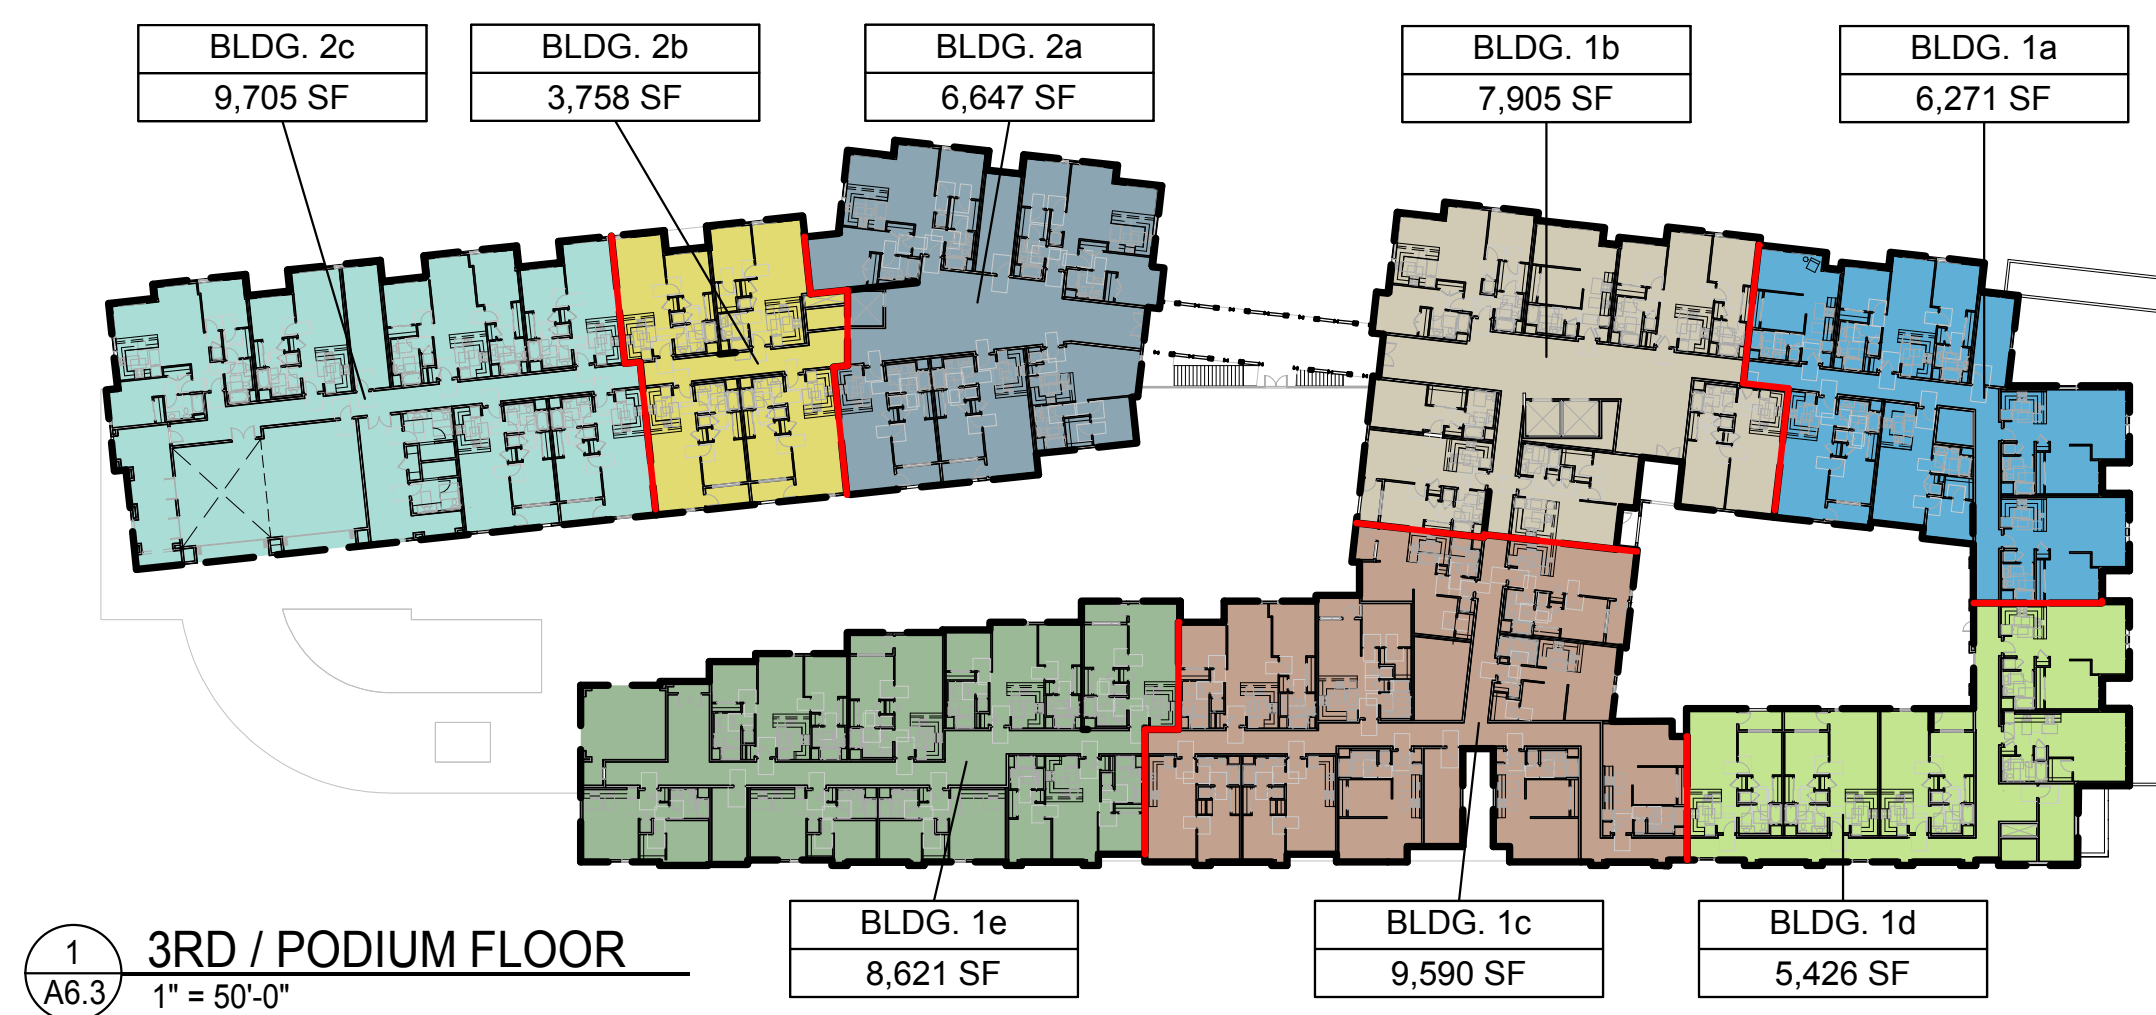 BLDG. 2c
9,705 SF
BLDG. 2b
3,758 SF
BLDG. 2a
6,647 SF
BLDG. 1b
7,905 SF
BLDG. 1a
6,271 SF
BLDG. 1e
8,621 SF
BLDG. 1c
9,590 SF
BLDG. 1d
5,426 SF
1
A6.3
3RD / PODIUM FLOOR
1" = 50'-0"